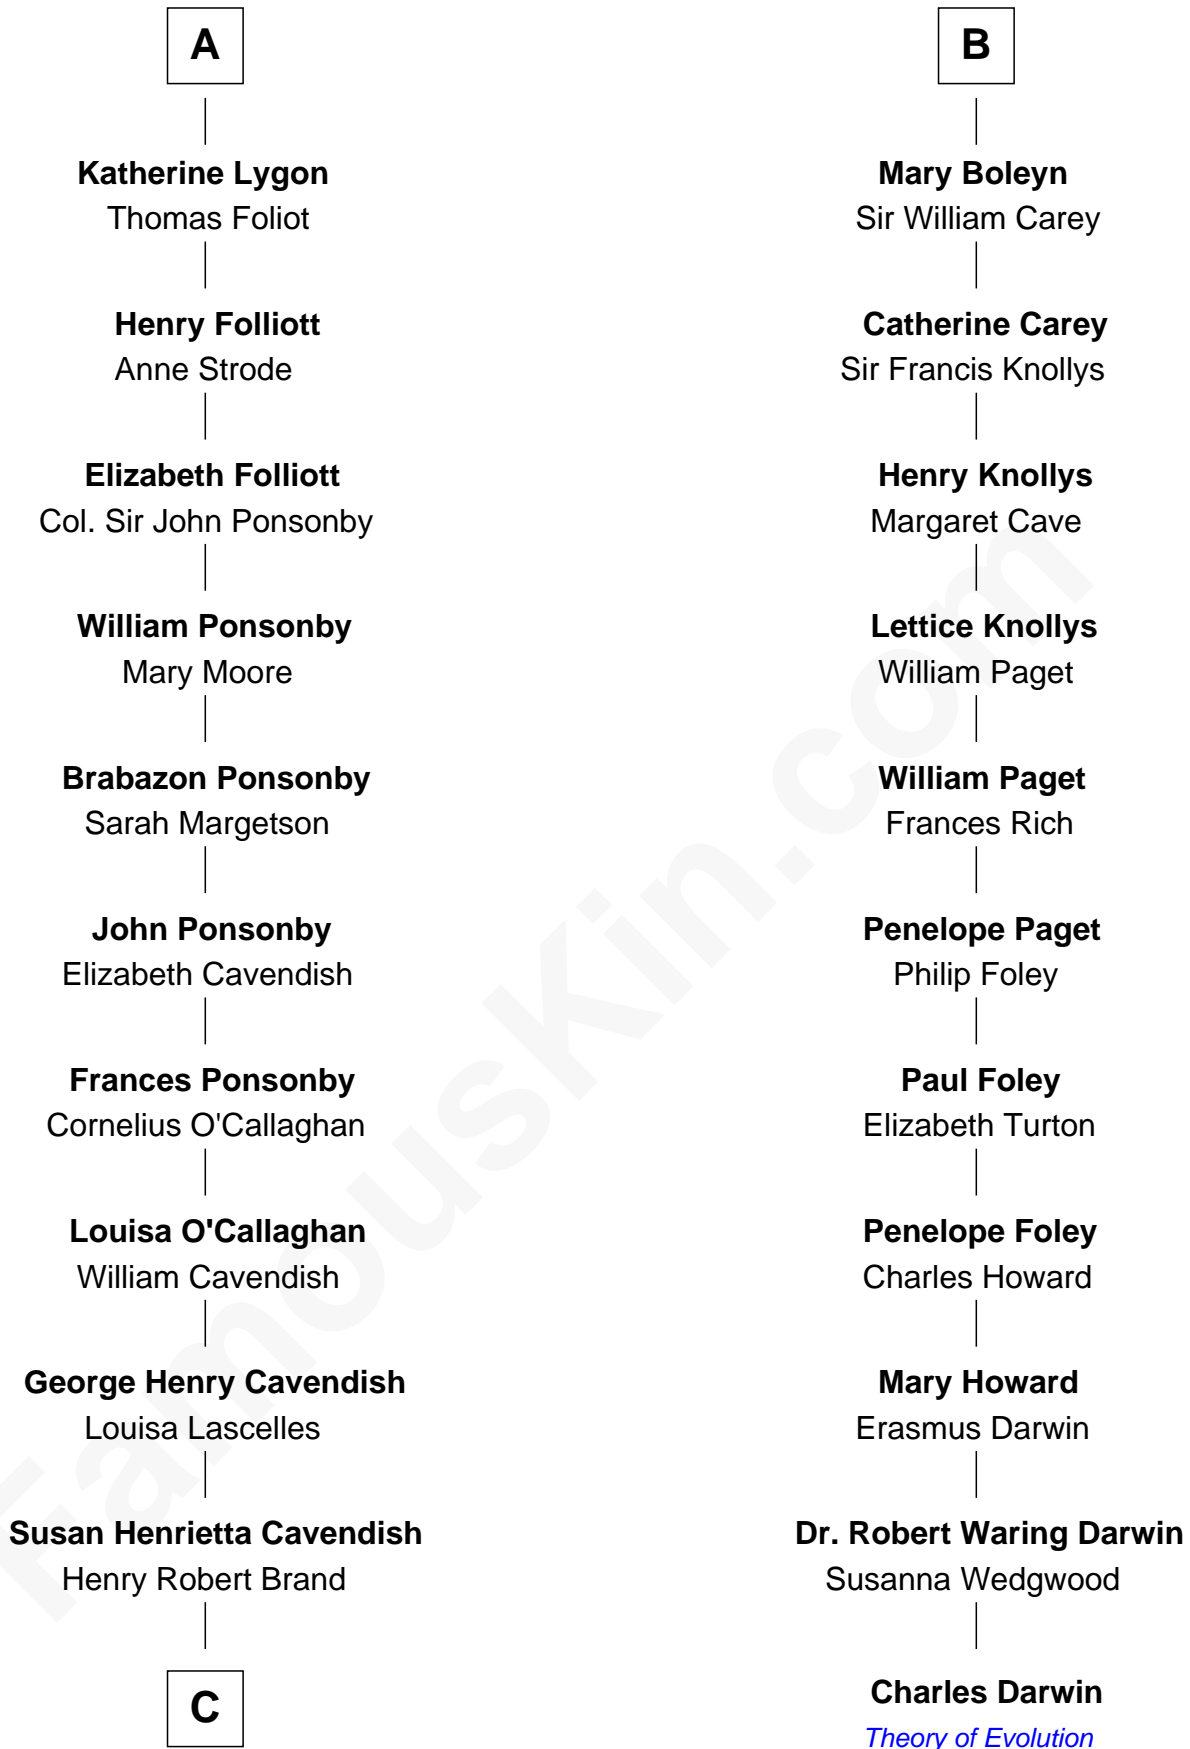 A
Katherine Lygon
Thomas Foliot
Henry Folliott
Anne Strode
Elizabeth Folliott
Col. Sir John Ponsonby
William Ponsonby
Mary Moore
Brabazon Ponsonby
Sarah Margetson
John Ponsonby
Elizabeth Cavendish
Frances Ponsonby
Cornelius O'Callaghan
Louisa O'Callaghan
William Cavendish
George Henry Cavendish
Louisa Lascelles
Susan Henrietta Cavendish
Henry Robert Brand
C
B
Mary Boleyn
Sir William Carey
Catherine Carey
Sir Francis Knollys
Henry Knollys
Margaret Cave
Lettice Knollys
William Paget
William Paget
Frances Rich
Penelope Paget
Philip Foley
Paul Foley
Elizabeth Turton
Penelope Foley
Charles Howard
Mary Howard
Erasmus Darwin
Dr. Robert Waring Darwin
Susanna Wedgwood
Charles Darwin
Theory of Evolution
FamousKin.com